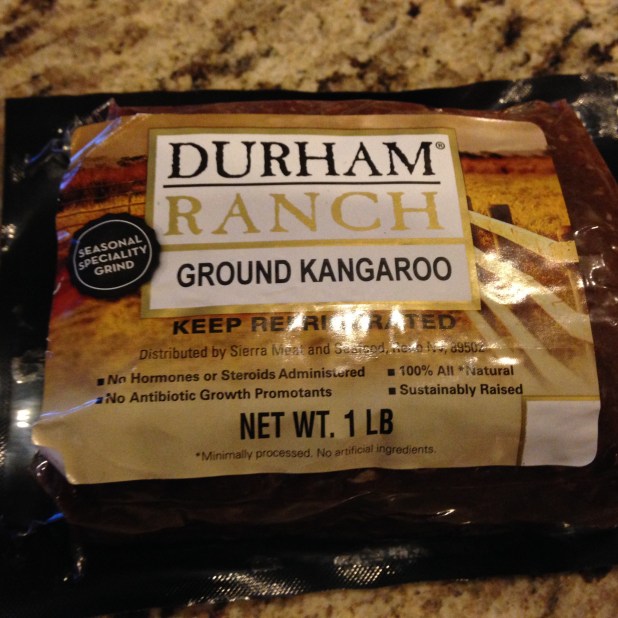 DURHAM®
RANCH
SEASONAL
SPECIALITY
GRIND
GROUND KANGAROO
KEEP REFRIGERATED
Distributed by Sierra Meat and Seafood, Reno NV, 89502
■ No Hormones or Steroids Administered ■ 100% All *Natural
■ No Antibiotic Growth Promotants ■ Sustainably Raised
NET WT. 1 LB
*Minimally processed. No artificial ingredients.